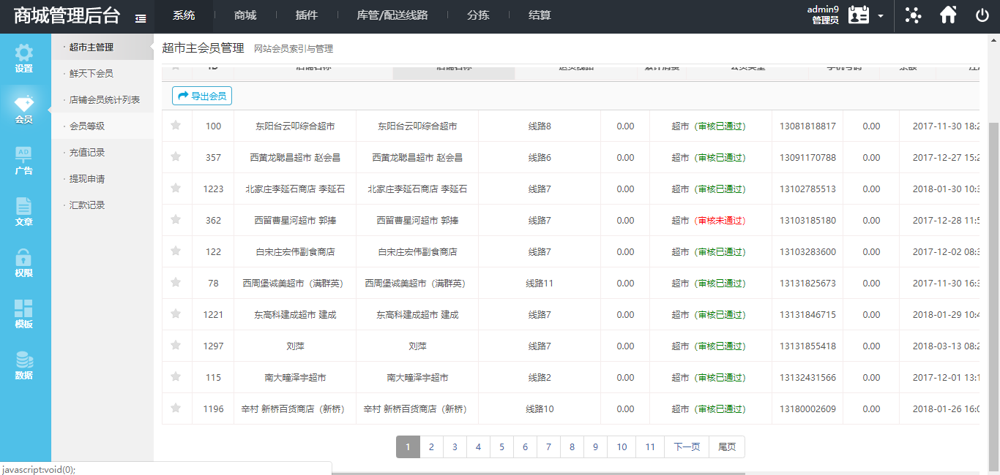 商城管理后台 系统 商城 插件 库管/配送线路 分拣 结算 admin9
管理员
设置
会员
广告
文章
权限
模板
数据
· 超市主管理
· 鲜天下会员
· 店铺会员统计列表
· 会员等级
· 充值记录
· 提现申请
· 汇款记录
超市主会员管理 网站会员索引与管理
ID 店铺名称 店铺名称 送货线路 累计消费 会员类型 手机号码 余额
导出会员
100 东阳台云叩综合超市 东阳台云叩综合超市 线路8 0.00 超市（审核已通过） 13081818817 0.00 2017-11-30 18:2
357 西黄龙聪昌超市 赵会昌 西黄龙聪昌超市 赵会昌 线路6 0.00 超市（审核已通过） 13091170788 0.00 2017-12-27 15:2
1223 北家庄李延石商店 李延石 北家庄李延石商店 李延石 线路7 0.00 超市（审核已通过） 13102785513 0.00 2018-01-30 10:3
362 西留曹星河超市 郭捧 西留曹星河超市 郭捧 线路7 0.00 超市（审核未通过） 13103185180 0.00 2017-12-28 11:5
122 白宋庄宏伟副食商店 白宋庄宏伟副食商店 线路7 0.00 超市（审核已通过） 13103283600 0.00 2017-12-02 08:3
78 西周堡诚美超市（满群英） 西周堡诚美超市（满群英） 线路11 0.00 超市（审核已通过） 13131825673 0.00 2017-11-30 16:3
1221 东高科建成超市 建成 东高科建成超市 建成 线路7 0.00 超市（审核已通过） 13131846715 0.00 2018-01-29 10:4
1297 刘萍 刘萍 线路7 0.00 超市（审核已通过） 13131855418 0.00 2018-03-13 08:2
115 南大疃泽宇超市 南大疃泽宇超市 线路2 0.00 超市（审核已通过） 13132431566 0.00 2017-12-01 13:1
1196 辛村 新桥百货商店（新桥） 辛村 新桥百货商店（新桥） 线路10 0.00 超市（审核已通过） 13180002609 0.00 2018-01-26 16:0
1 2 3 4 5 6 7 8 9 10 11 下一页 尾页
javascript:void(0);